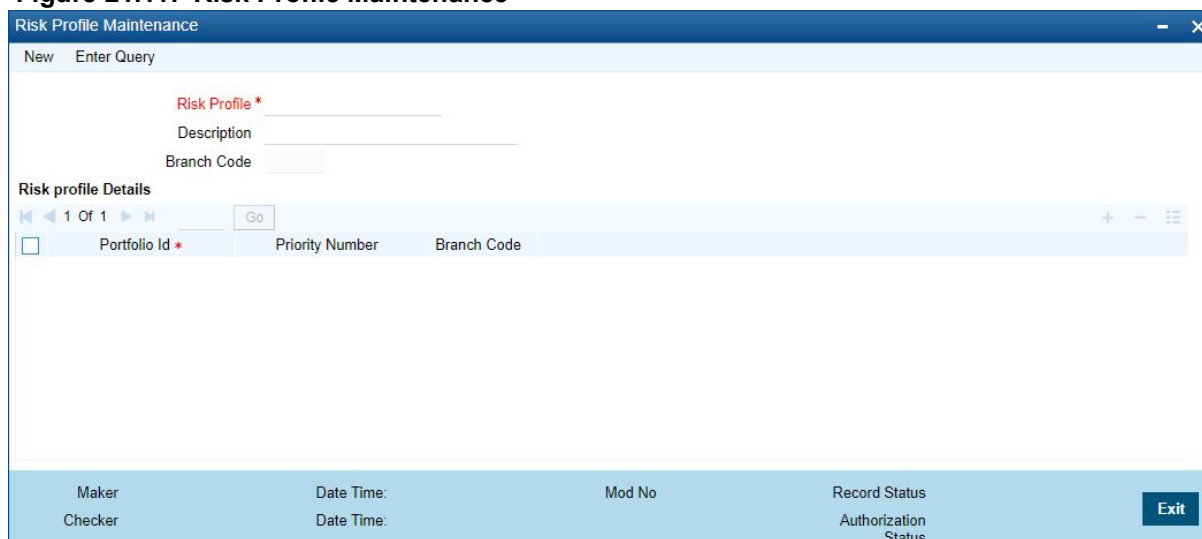 Risk Profile Maintenance
New Enter Query
Risk Profile *
Description
Branch Code
Risk profile Details
1 Of 1 Go
Portfolio Id * Priority Number Branch Code
Maker Date Time: Mod No Record Status
Checker Date Time: Authorization Status
Exit